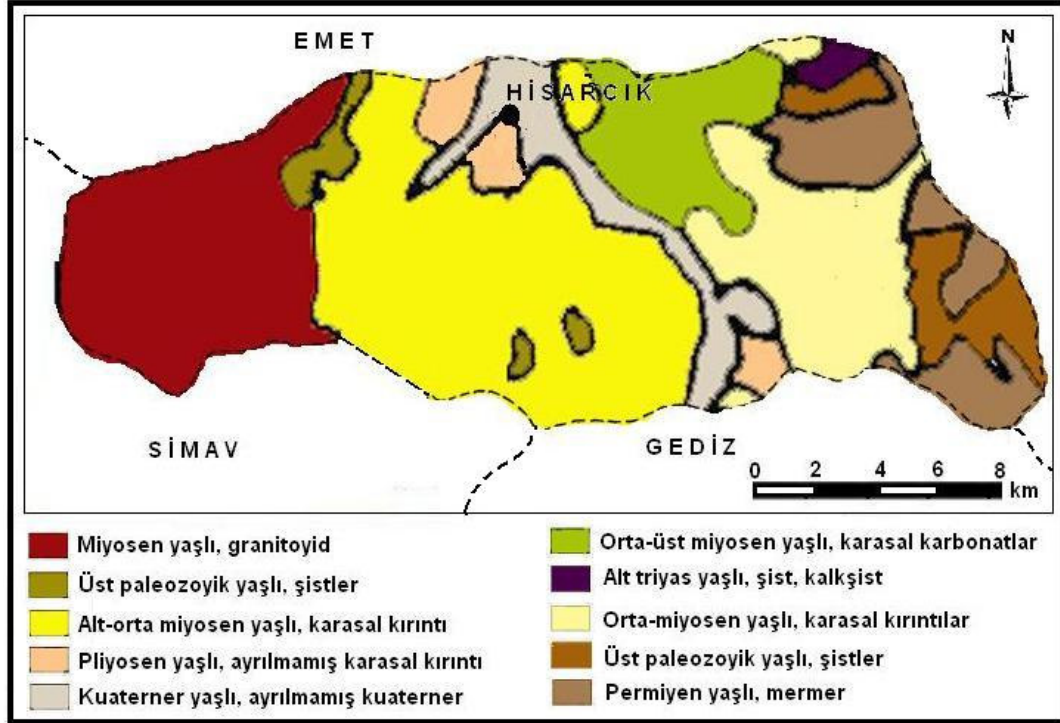 EMET
N
HİSARCIK
SİMAV
GEDİZ
0 2 4 6 8
km
Miyosen yaşlı, granitoyid
Üst paleozoyik yaşlı, şistler
Alt-orta miyosen yaşlı, karasal kırıntı
Pliyosen yaşlı, ayrılmamış karasal kırıntı
Kuaterner yaşlı, ayrılmamış kuaterner
Orta-üst miyosen yaşlı, karasal karbonatlar
Alt triyas yaşlı, şist, kalkşist
Orta-miyosen yaşlı, karasal kırıntılar
Üst paleozoyik yaşlı, şistler
Permiyen yaşlı, mermer